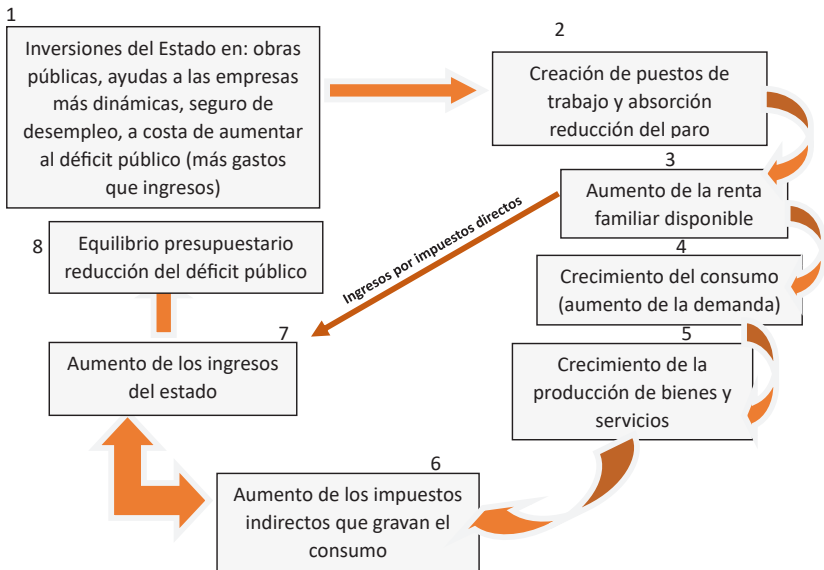 1
Inversiones del Estado en: obras
públicas, ayudas a las empresas
más dinámicas, seguro de
desempleo, a costa de aumentar
al déficit público (más gastos
que ingresos)
2
Creación de puestos de
trabajo y absorción
reducción del paro
3
Aumento de la renta
familiar disponible
Ingresos por impuestos directos
4
Crecimiento del consumo
(aumento de la demanda)
5
Crecimiento de la
producción de bienes y
servicios
6
Aumento de los impuestos
indirectos que gravan el
consumo
7
Aumento de los ingresos
del estado
8
Equilibrio presupuestario
reducción del déficit público